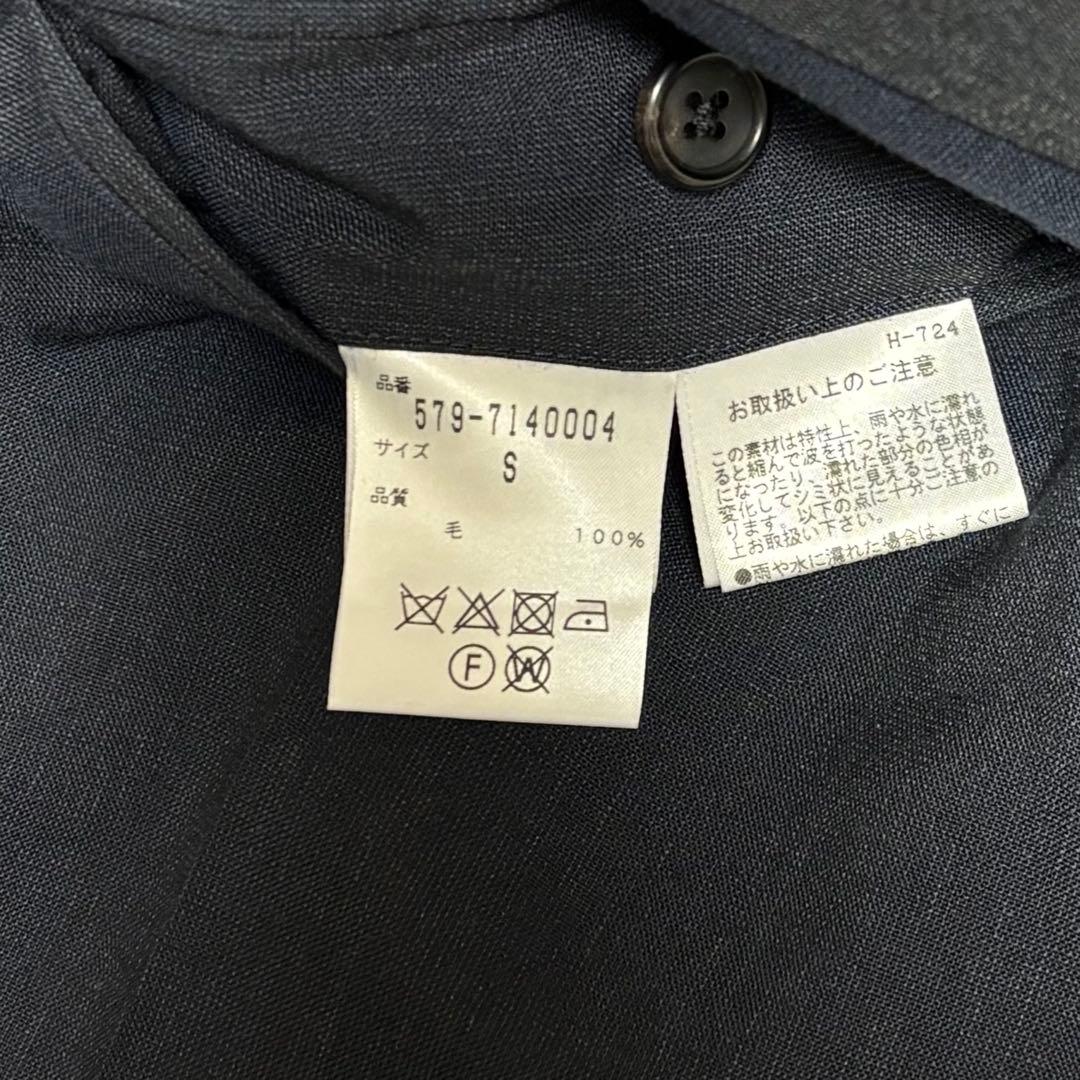 品番
579-7140004
サイズ
S
品質
毛 100%
F
W
H-724
お取扱い上のご注意
この素材は特性上、雨や水に濡れ
ると縮んで波を打ったような状態
になったり、濡れた部分の色相が
変化してシミ状に見えることがあ
ります。以下の点に十分ご注意の
上お取扱い下さい。
●雨や水に濡れた場合は、すぐに